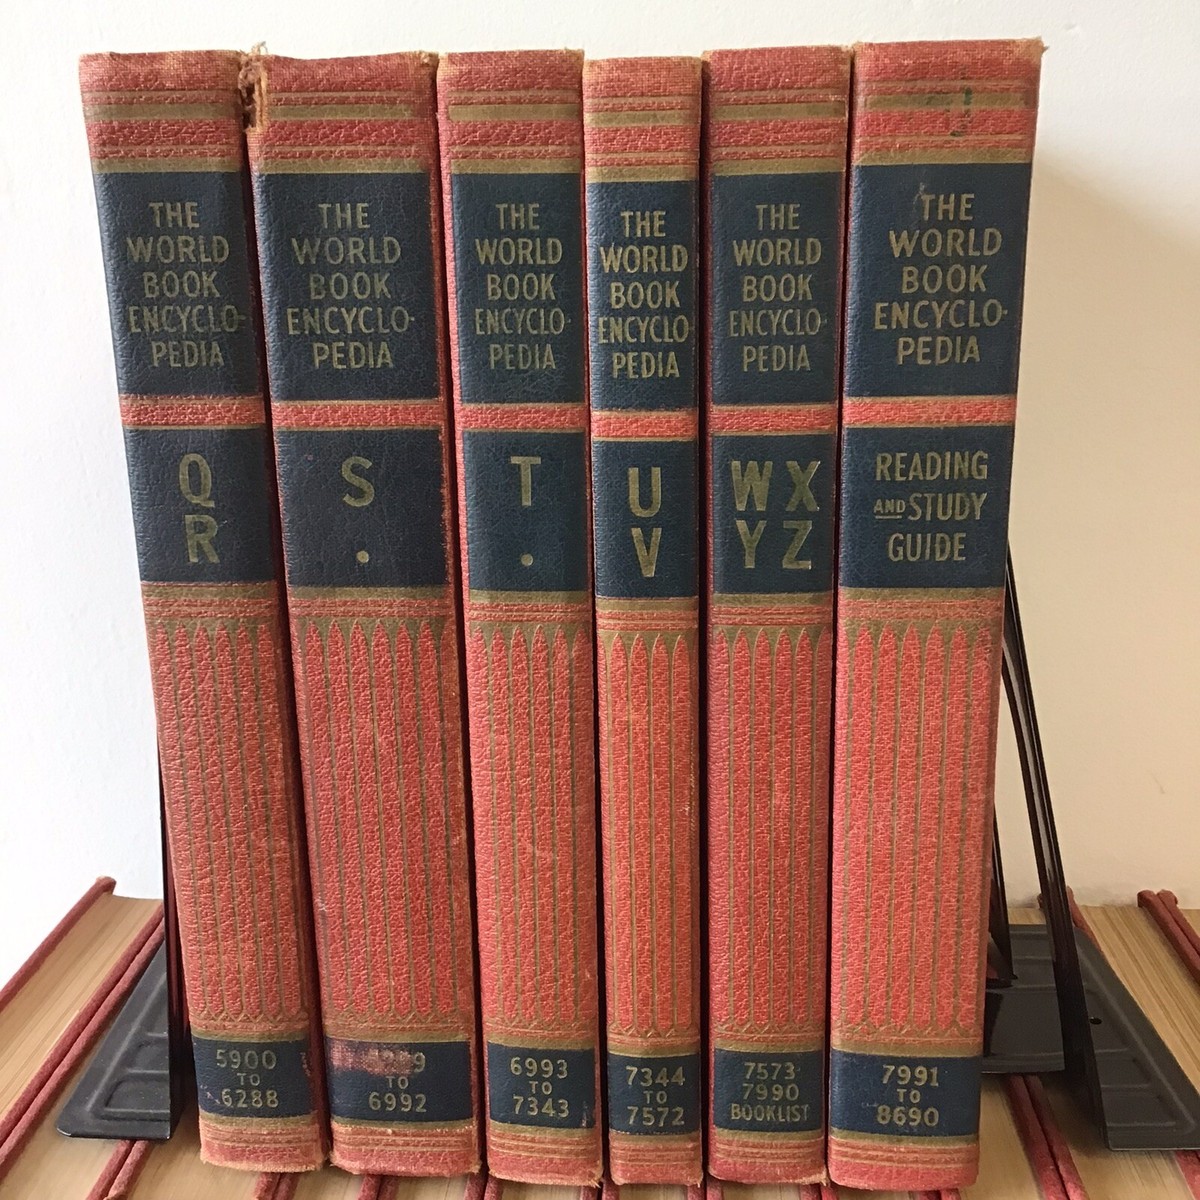 THE
WORLD
BOOK
ENCYCLO-
PEDIA
Q
R
5900
TO
6288
THE
WORLD
BOOK
ENCYCLO-
PEDIA
S
.
TO
6992
THE
WORLD
BOOK
ENCYCLO-
PEDIA
T
.
6993
TO
7343
THE
WORLD
BOOK
ENCYCLO-
PEDIA
U
V
7344
TO
7572
THE
WORLD
BOOK
ENCYCLO-
PEDIA
W X
Y Z
7573
7990
BOOKLIST
THE
WORLD
BOOK
ENCYCLO-
PEDIA
READING
AND STUDY
GUIDE
7991
TO
8690